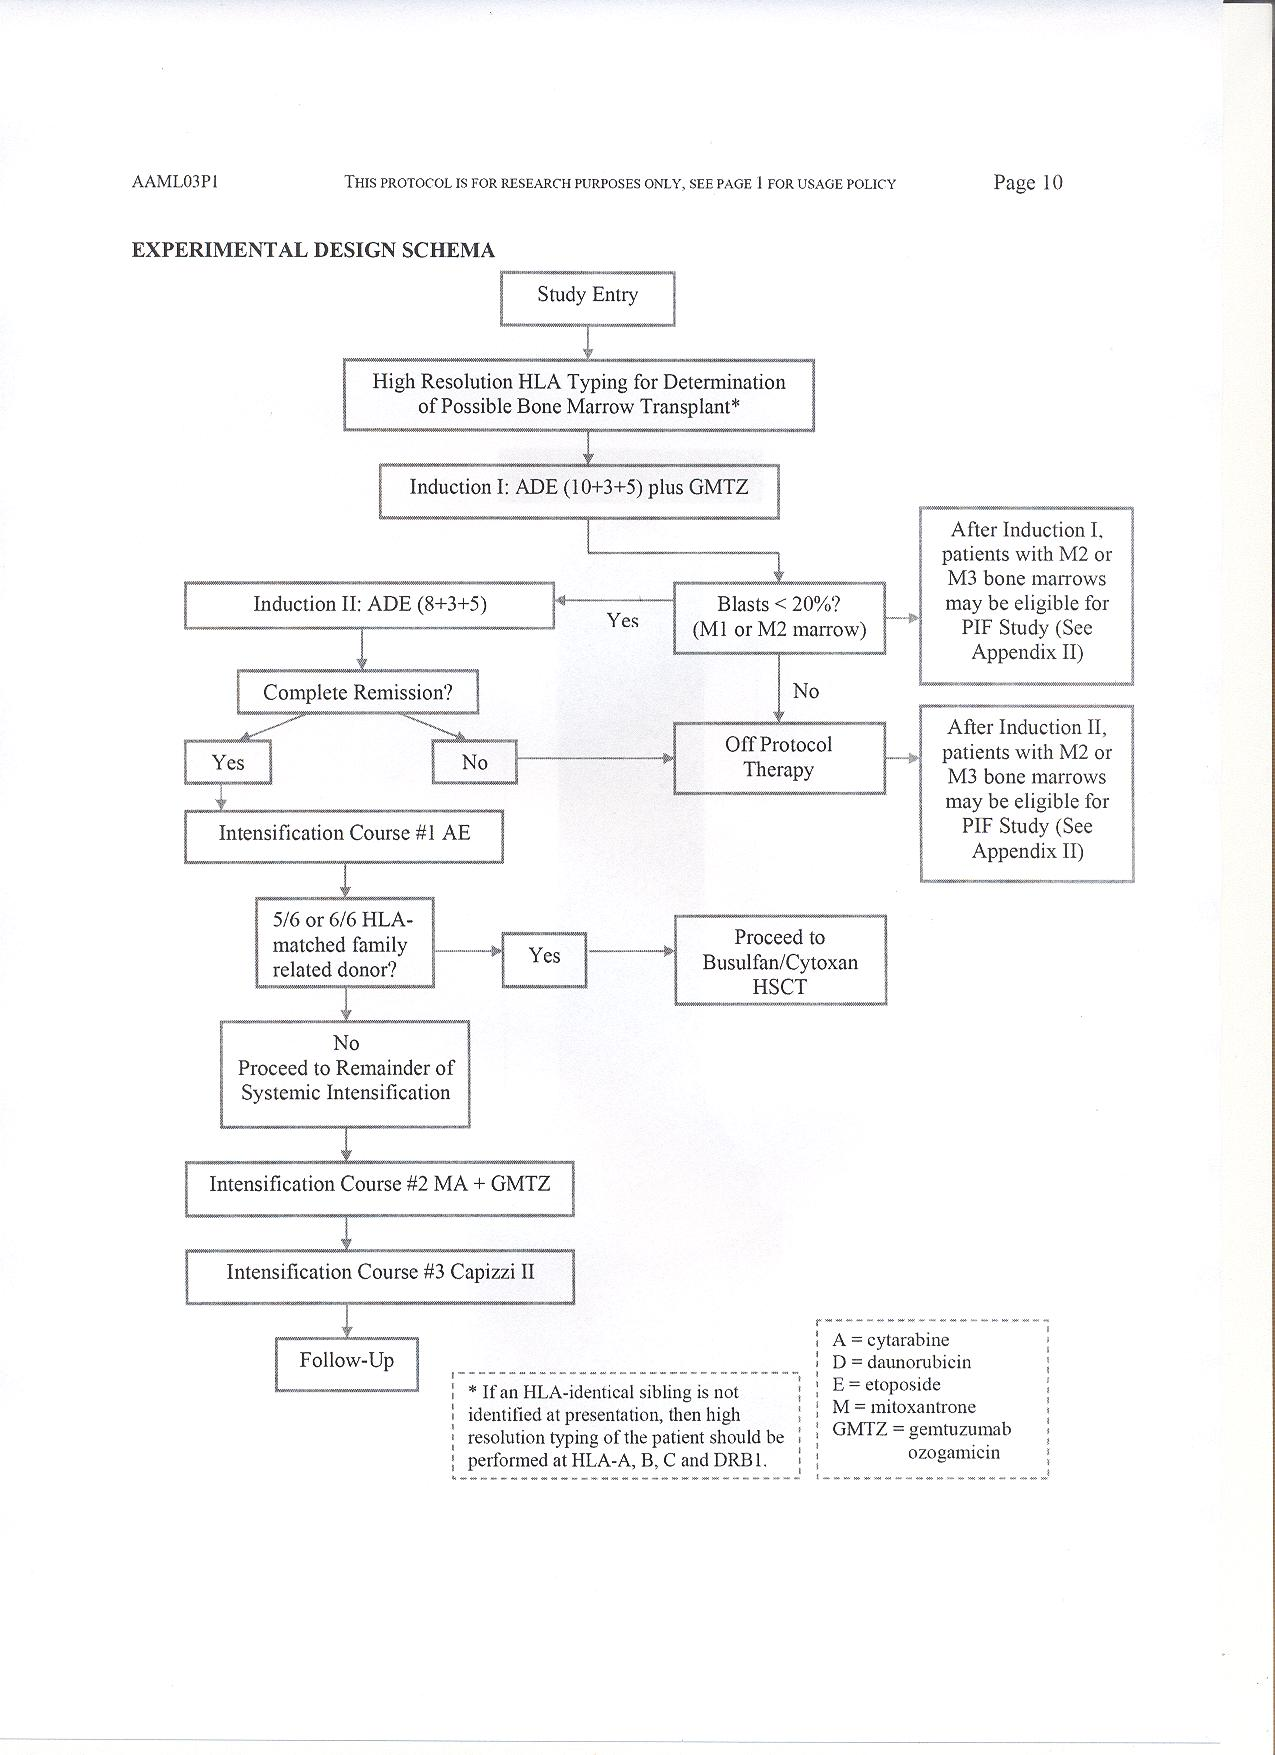 AAML03P1
THIS PROTOCOL IS FOR RESEARCH PURPOSES ONLY, SEE PAGE 1 FOR USAGE POLICY
Page 10
EXPERIMENTAL DESIGN SCHEMA
Study Entry
High Resolution HLA Typing for Determination
of Possible Bone Marrow Transplant*
Induction I: ADE (10+3+5) plus GMTZ
After Induction I,
patients with M2 or
M3 bone marrows
may be eligible for
PIF Study (See
Appendix II)
Blasts < 20%?
(M1 or M2 marrow)
Yes
Induction II: ADE (8+3+5)
No
Complete Remission?
Yes
No
Off Protocol
Therapy
After Induction II,
patients with M2 or
M3 bone marrows
may be eligible for
PIF Study (See
Appendix II)
Intensification Course #1 AE
5/6 or 6/6 HLA-
matched family
related donor?
Yes
Proceed to
Busulfan/Cytoxan
HSCT
No
Proceed to Remainder of
Systemic Intensification
Intensification Course #2 MA + GMTZ
Intensification Course #3 Capizzi II
Follow-Up
* If an HLA-identical sibling is not
identified at presentation, then high
resolution typing of the patient should be
performed at HLA-A, B, C and DRB1.
A = cytarabine
D = daunorubicin
E = etoposide
M = mitoxantrone
GMTZ = gemtuzumab
ozogamicin